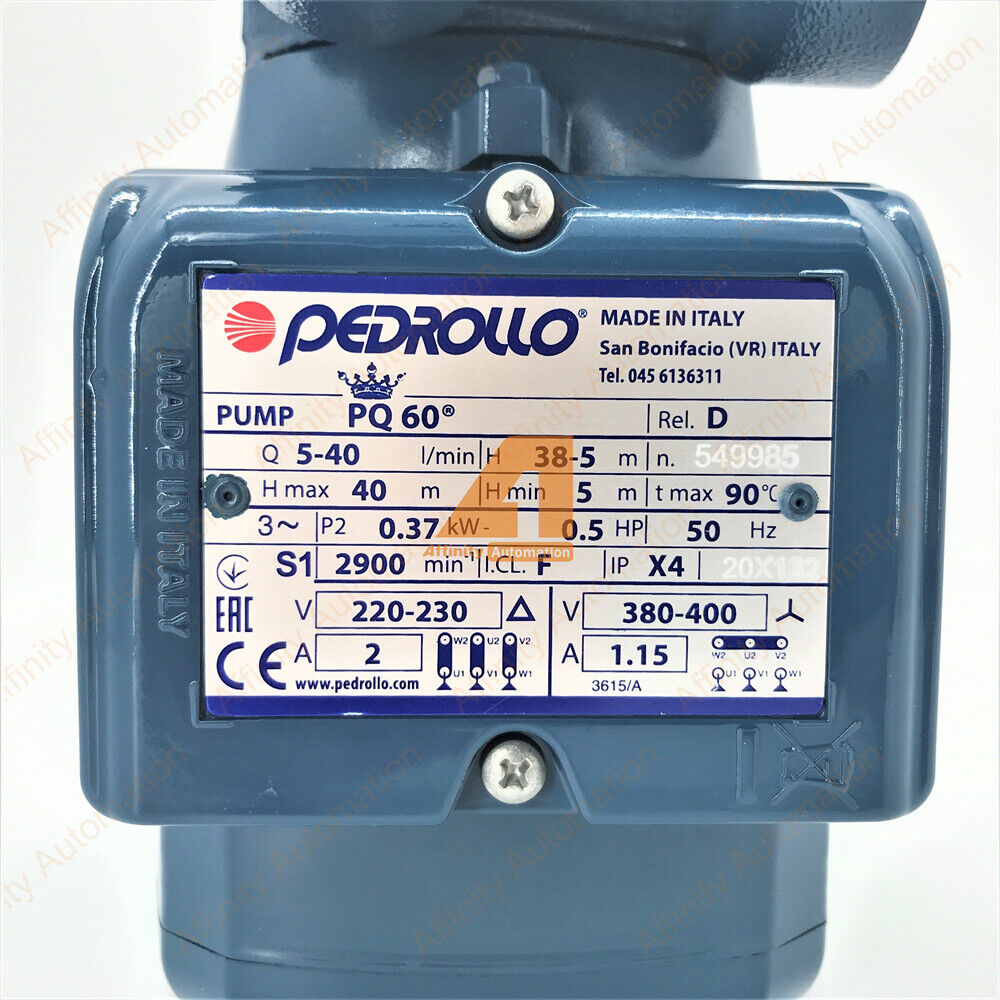 PEDROLLO®
MADE IN ITALY
San Bonifacio (VR) ITALY
Tel. 045 6136311
PUMP PQ 60® Rel. D
Q 5-40 l/min H 38-5 m n. 549985
H max 40 m H min 5 m t max 90°C
3~ P2 0.37 kW - 0.5 HP 50 Hz
S1 2900 min⁻¹ I.CL. F IP X4
EAC V 220-230 △ V 380-400
CE A 2 W2 U2 V2 A 1.15 W2 U2 V2
U1 V1 W1 U1 V1 W1
www.pedrollo.com 3615/A
MADE IN ITALY
Affinity Automation